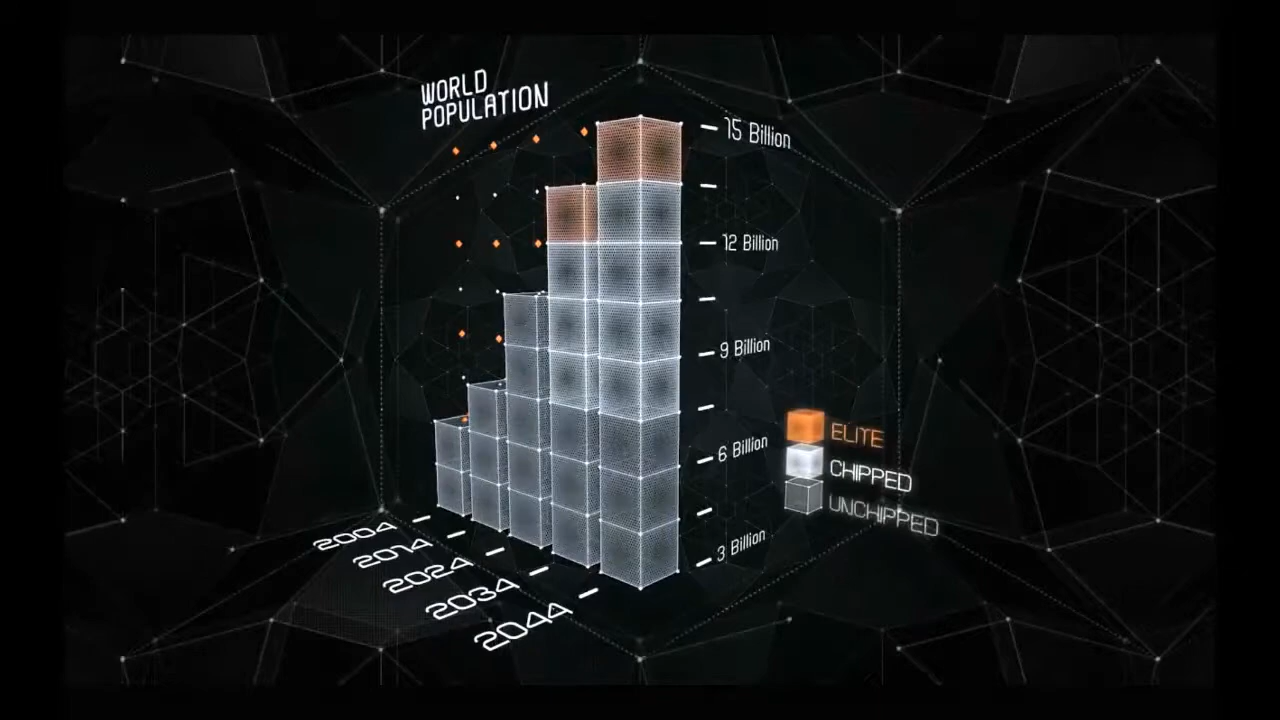 WORLD
POPULATION
15 Billion
12 Billion
9 Billion
6 Billion
3 Billion
ELITE
CHIPPED
UNCHIPPED
2004
2014
2024
2034
2044